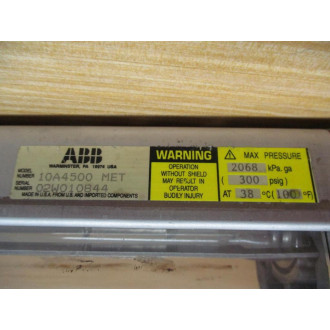 ABB
WARMINSTER, PA 18974 USA
MODEL NUMBER 10A4500 MET
SERIAL NUMBER 02W010844
MADE IN U.S.A. FROM U.S. AND IMPORTED COMPONENTS
WARNING
OPERATION
WITHOUT SHIELD
MAY RESULT IN
OPERATOR
BODILY INJURY
MAX PRESSURE
2068 kPa, ga
( 300 psig)
AT 38 °C (100 °F)